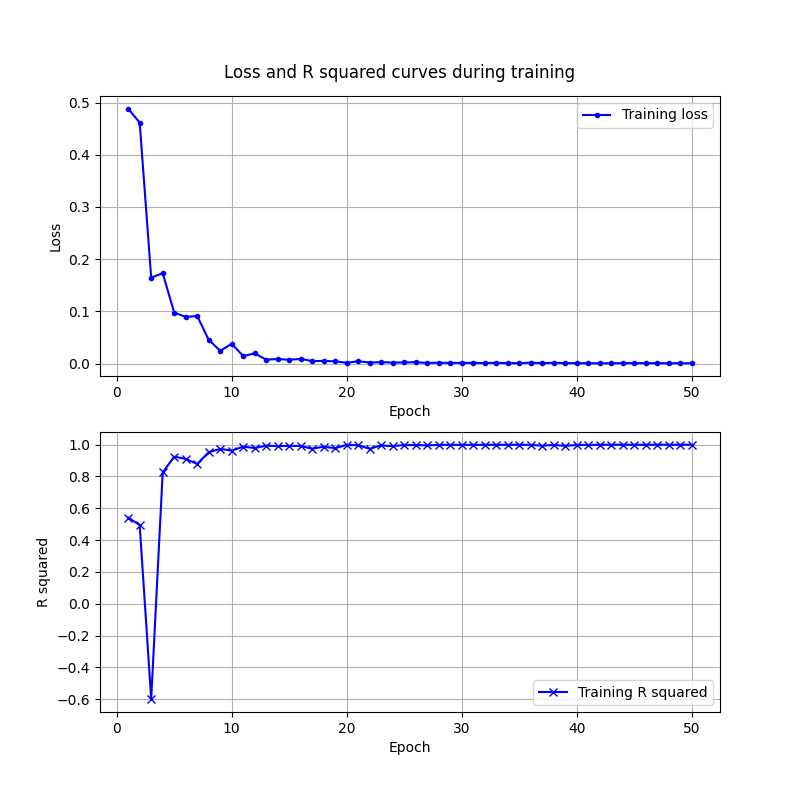 Loss and R squared curves during training
0.5
0.4
0.3
0.2
0.1
0.0
Loss
Training loss
0 10 20 30 40 50
Epoch
1.0
0.8
0.6
0.4
0.2
0.0
−0.2
−0.4
−0.6
R squared
Training R squared
0 10 20 30 40 50
Epoch